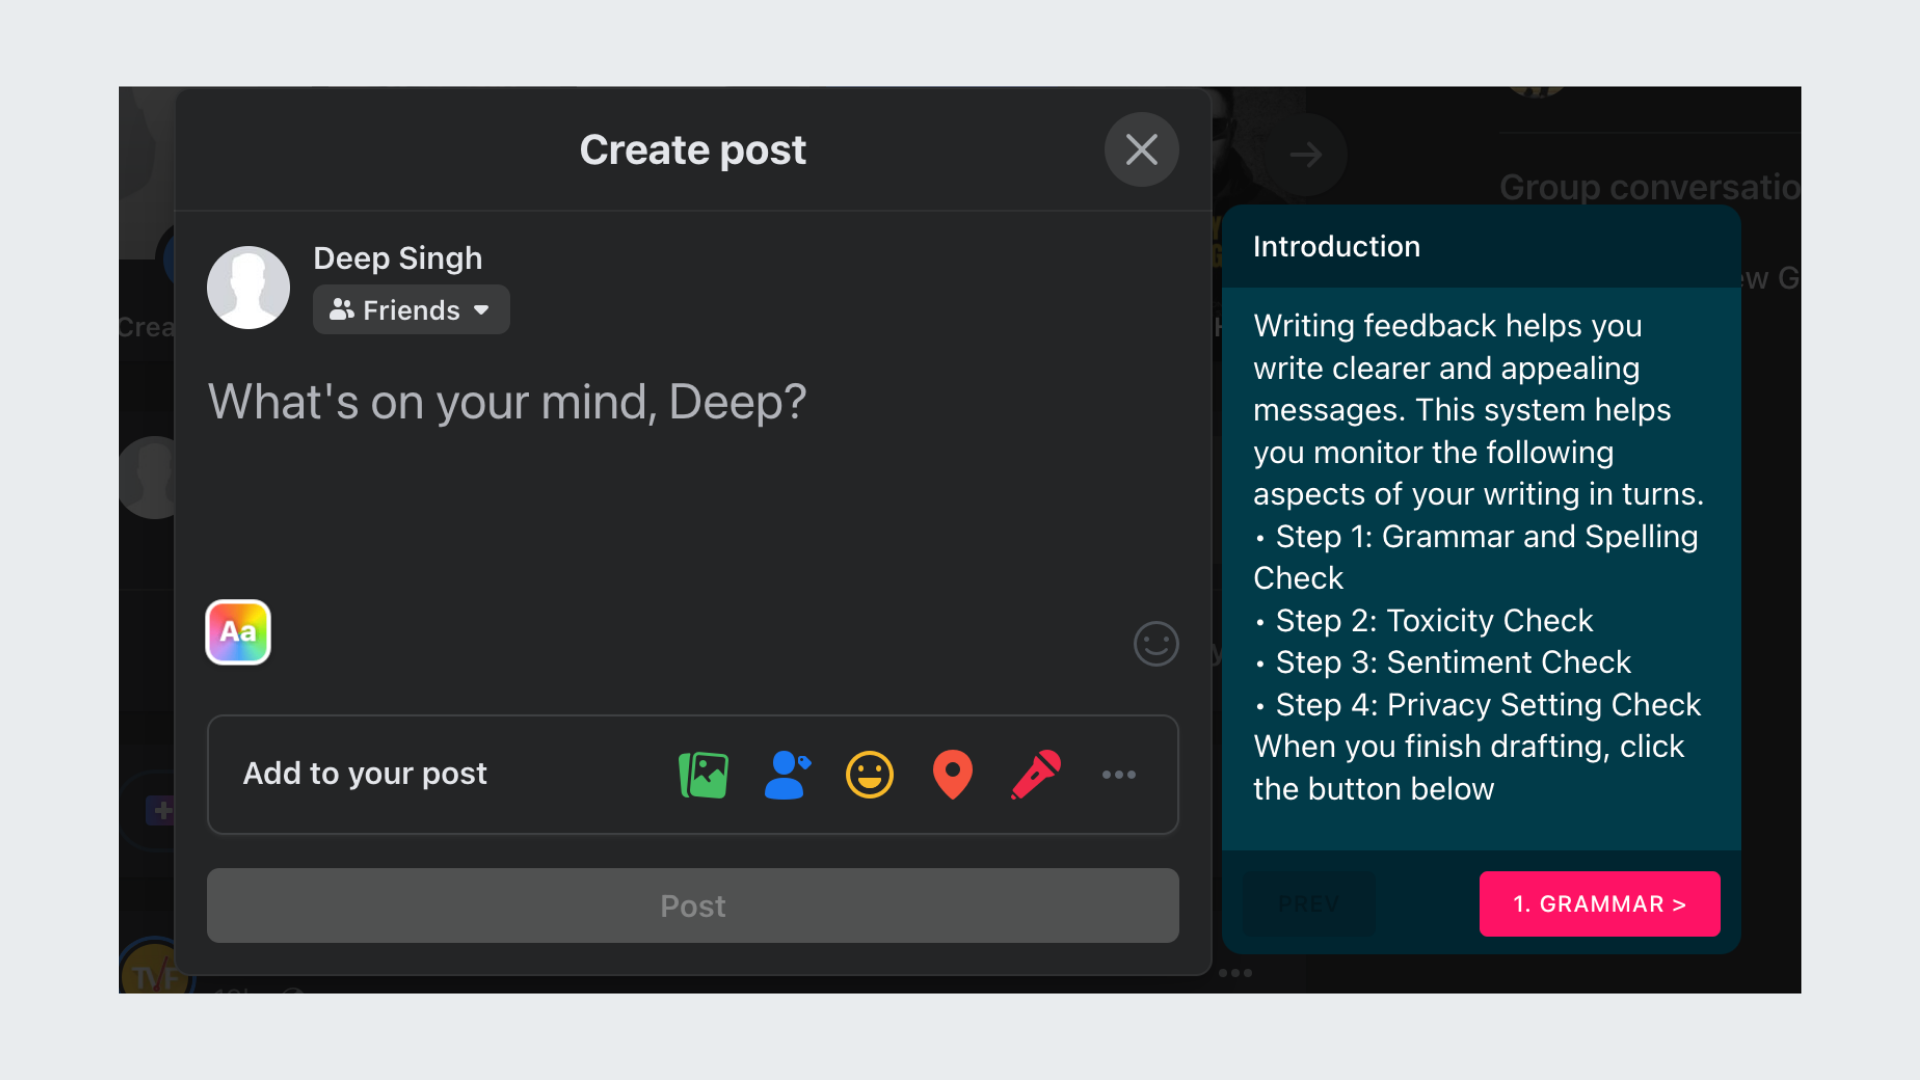 Create post
Group conversatio
Deep Singh
Friends
What's on your mind, Deep?
Aa
Add to your post
Post
Introduction
Writing feedback helps you
write clearer and appealing
messages. This system helps
you monitor the following
aspects of your writing in turns.
• Step 1: Grammar and Spelling
Check
• Step 2: Toxicity Check
• Step 3: Sentiment Check
• Step 4: Privacy Setting Check
When you finish drafting, click
the button below
PREV
1. GRAMMAR >
Crea
ew G
TVF